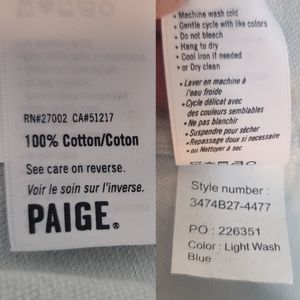 RN#27002 CA#51217
100% Cotton/Coton
See care on reverse.
Voir le soin sur l'inverse.
PAIGE®
• Machine wash cold
• Gentle cycle with like colors
• Do not bleach
• Hang to dry
• Cool iron if needed
• or Dry clean
• Laver en machine à
l'eau froide
• Cycle délicat avec
des couleurs semblables
• Ne pas blanchir
• Suspendre pour sécher
• Repassage doux si nécessaire
• ou Nettoyer à sec
Style number :
3474B27-4477
PO : 226351
Color : Light Wash
Blue